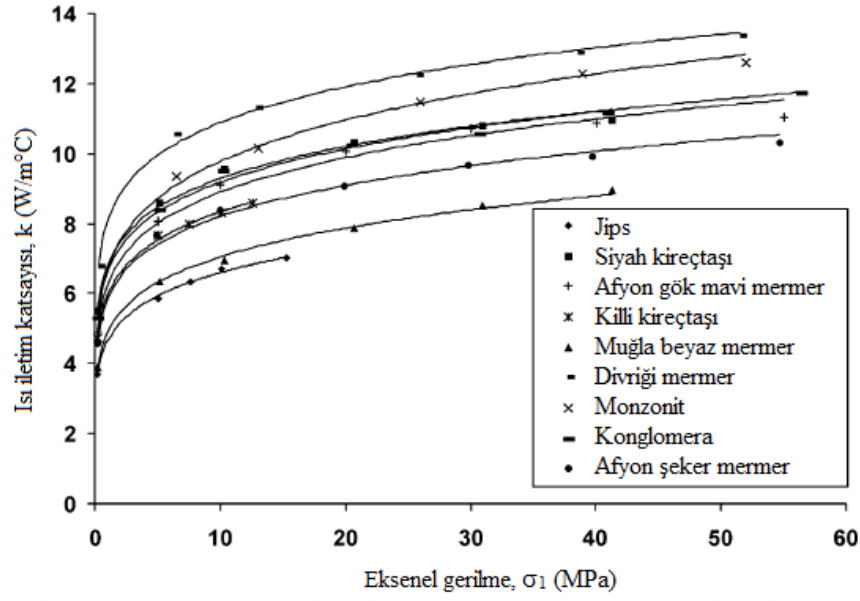 14
12
10
8
6
4
2
0
Isı iletim katsayısı, k (W/m°C)
Jips
Siyah kireçtaşı
Afyon gök mavi mermer
Killi kireçtaşı
Muğla beyaz mermer
Divriği mermer
Monzonit
Konglomera
Afyon şeker mermer
0 10 20 30 40 50 60
Eksenel gerilme, σ1 (MPa)